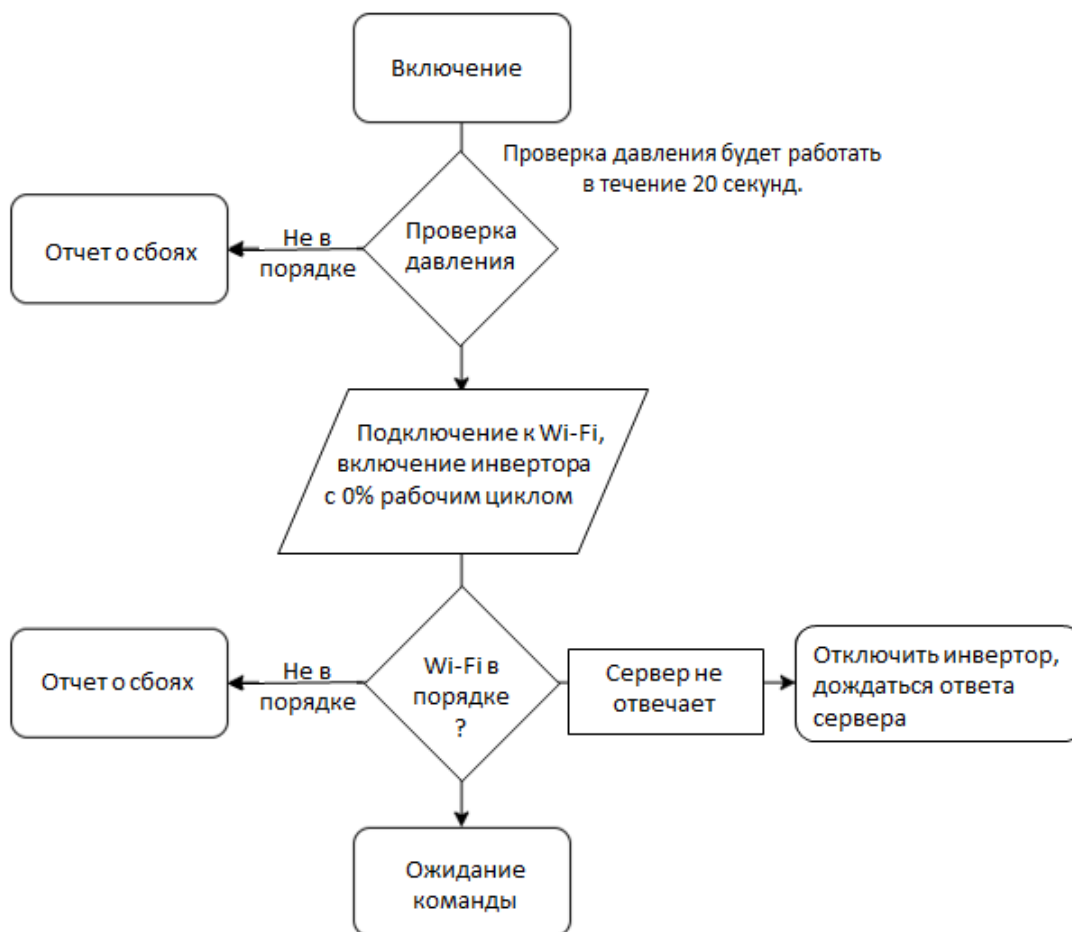 Включение
Проверка давления будет работать
в течение 20 секунд.
Отчет о сбоях
Не в
порядке
Проверка
давления
Подключение к Wi-Fi,
включение инвертора
с 0% рабочим циклом
Отчет о сбоях
Не в
порядке
Wi-Fi в
порядке
?
Сервер не
отвечает
Отключить инвертор,
дождаться ответа
сервера
Ожидание
команды